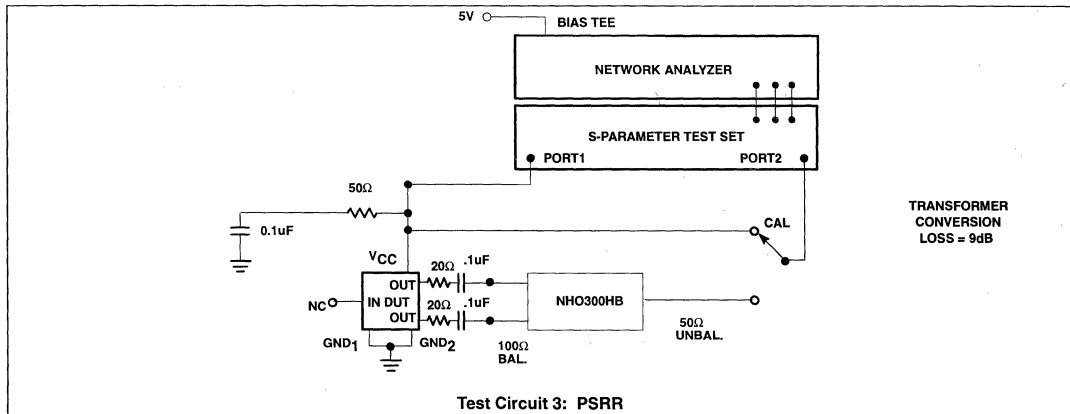 5V
BIAS TEE
NETWORK ANALYZER
S-PARAMETER TEST SET
PORT1
PORT2
50Ω
0.1uF
CAL
TRANSFORMER
CONVERSION
LOSS = 9dB
VCC
20Ω
.1uF
OUT
NC
IN DUT
20Ω
.1uF
OUT
NHO300HB
GND1
GND2
100Ω
BAL.
50Ω
UNBAL.
Test Circuit 3: PSRR